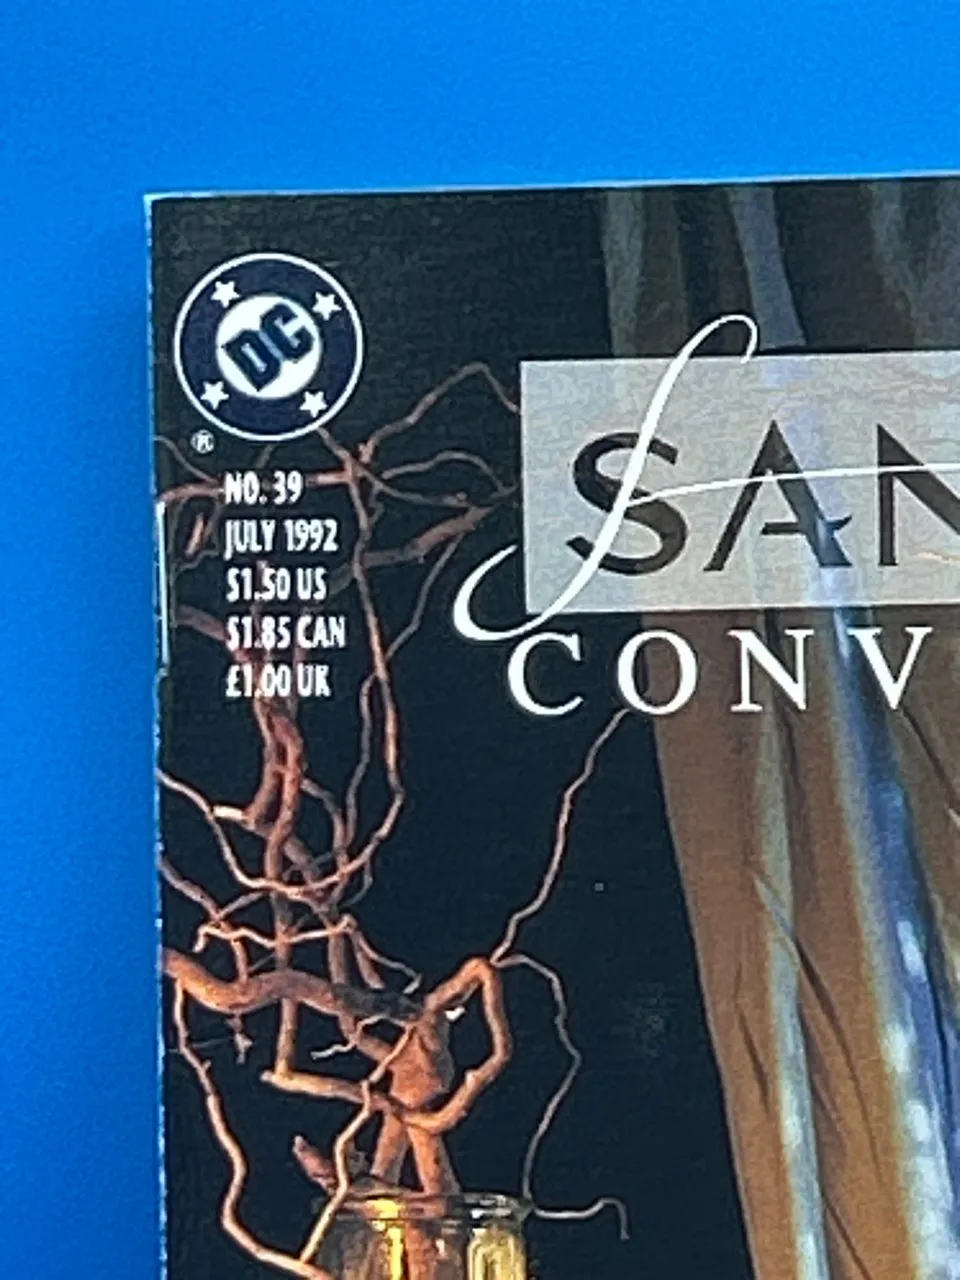 DC
®
NO. 39
JULY 1992
$1.50 US
$1.85 CAN
£1.00 UK
SAN
CONV